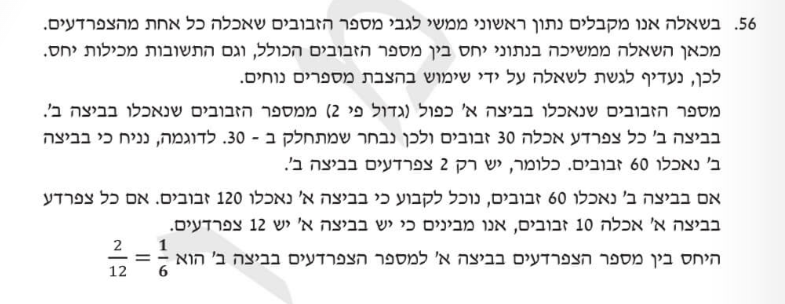 56. בשאלה אנו מקבלים נתון ראשוני ממשי לגבי מספר הזבובים שאכלה כל אחת מהצפרדעים.
מכאן השאלה ממשיכה בנתוני יחס בין מספר הזבובים הכולל, וגם התשובות מכילות יחס.
לכן, נעדיף לגשת לשאלה על ידי שימוש בהצבת מספרים נוחים.
מספר הזבובים שנאכלו בביצה א' כפול (גדול פי 2) ממספר הזבובים שנאכלו בביצה ב'.
בביצה ב' כל צפרדע אכלה 30 זבובים ולכן נבחר שמתחלק ב - 30. לדוגמה, נניח כי בביצה
ב' נאכלו 60 זבובים. כלומר, יש רק 2 צפרדעים בביצה ב'.
אם בביצה ב' נאכלו 60 זבובים, נוכל לקבוע כי בביצה א' נאכלו 120 זבובים. אם כל צפרדע
בביצה א' אכלה 10 זבובים, אנו מבינים כי יש בביצה א' יש 12 צפרדעים.
היחס בין מספר הצפרדעים בביצה א' למספר הצפרדעים בביצה ב' הוא 2/12 = 1/6